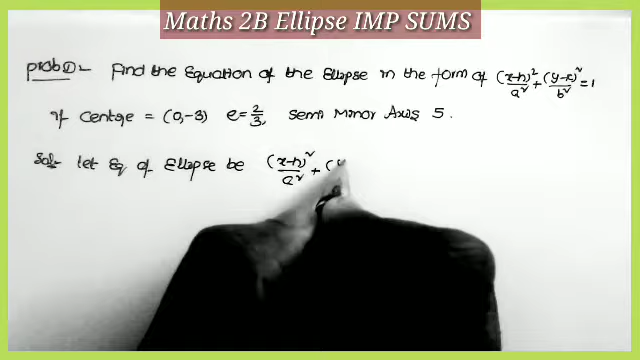 Maths 2B Ellipse IMP SUMS
prob①:- Find the Equation of the Ellipse in the form of (x-h)²/a² + (y-k)²/b² = 1
if Centre = (0,-3) e=2/3, Semi Minor Axis 5.
Sol:- let Eq of Ellipse be (x-h)²/a² + (y